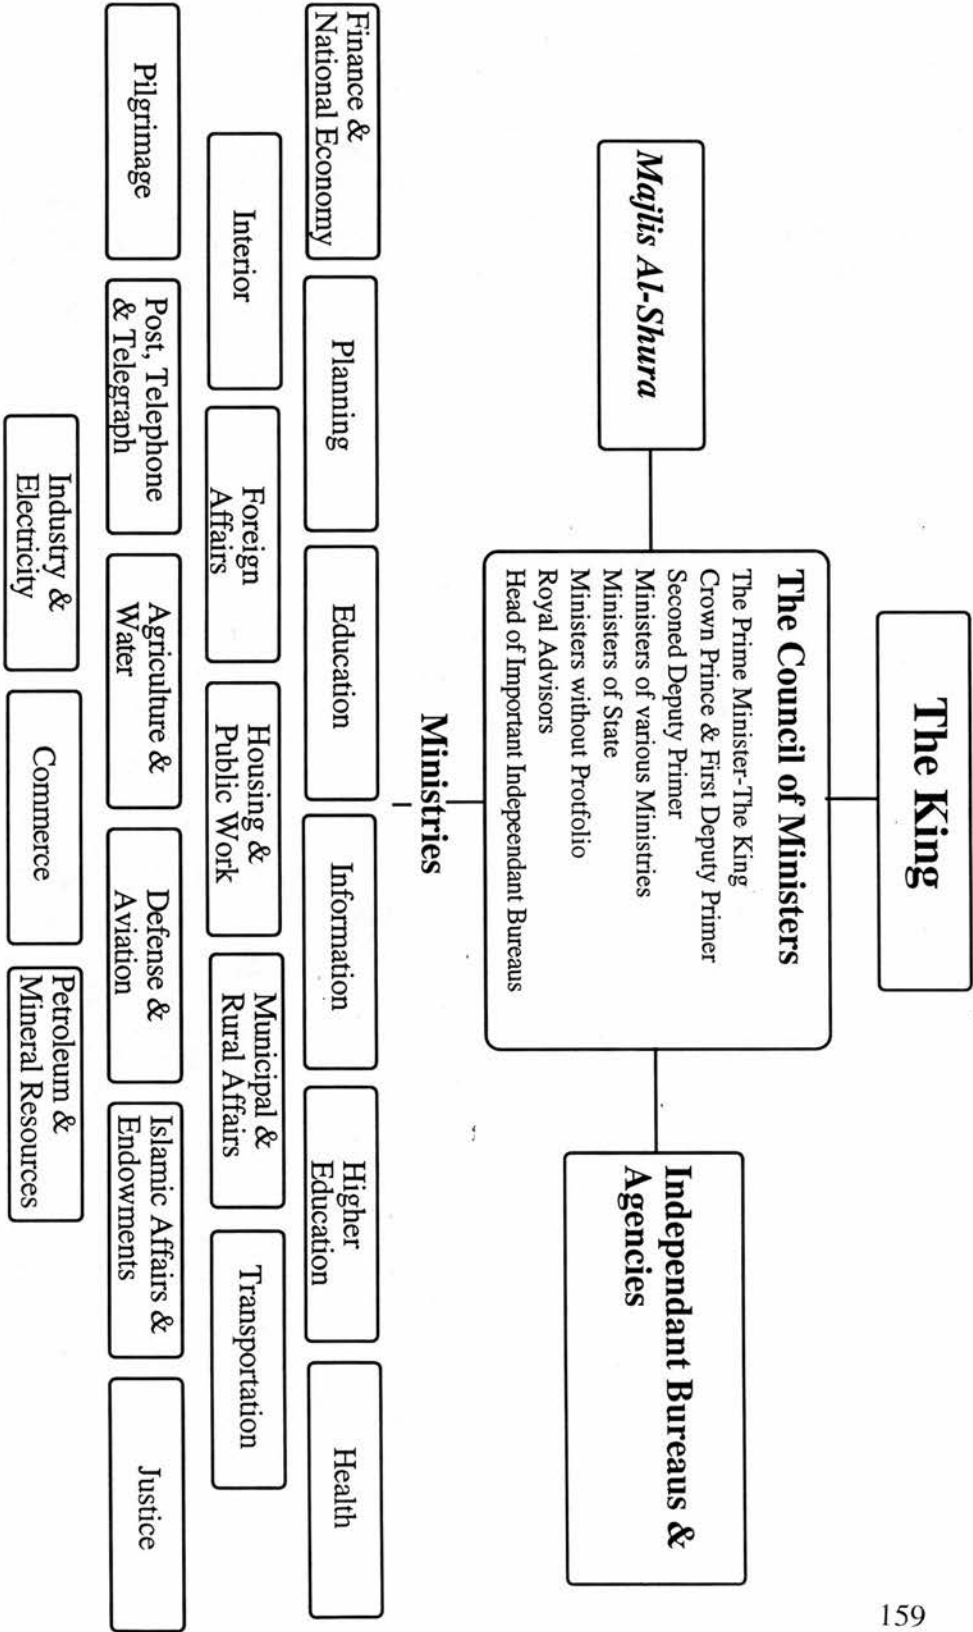 The King
The Council of Ministers
The Prime Minister-The King
Crown Prince & First Deputy Primer
Seconed Deputy Primer
Ministers of various Ministries
Ministers of State
Ministers without Protfolio
Royal Advisors
Head of Important Indepeendant Bureaus
Majlis Al-Shura
Independant Bureaus &
Agencies
Ministries
Finance &
National Economy
Planning
Education
Information
Higher
Education
Health
Interior
Foreign
Affairs
Housing &
Public Work
Municipal &
Rural Affairs
Transportation
Pilgrimage
Post, Telephone
& Telegraph
Agriculture &
Water
Defense &
Aviation
Islamic Affairs &
Endowments
Justice
Industry &
Electricity
Commerce
Petroleum &
Mineral Resources
159